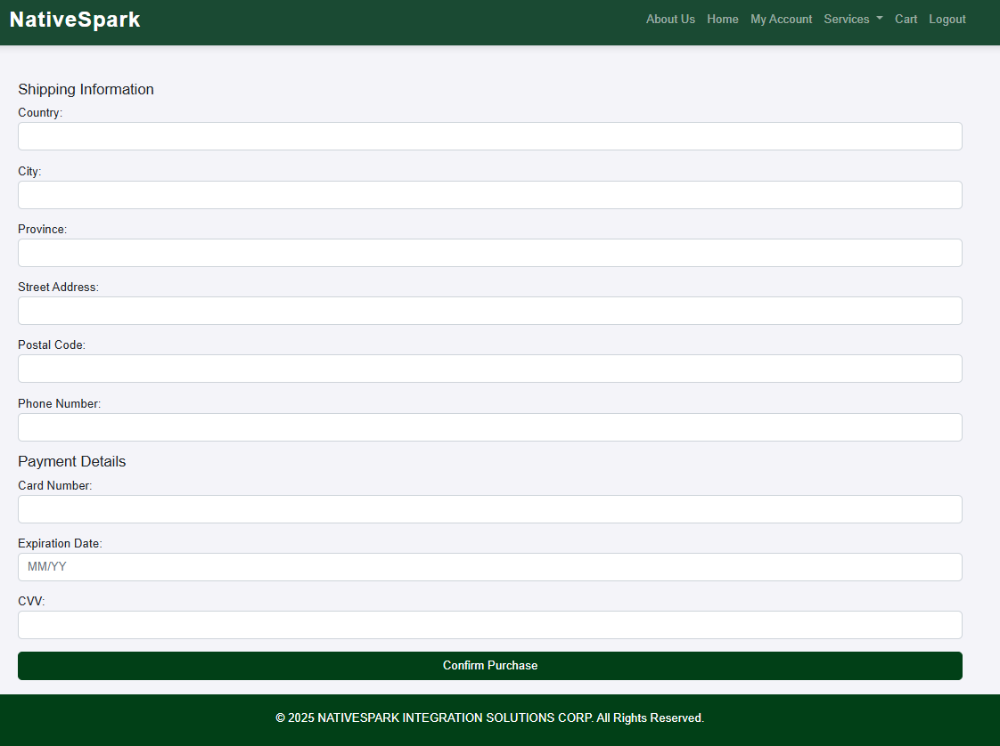 NativeSpark
About Us Home My Account Services Cart Logout
Shipping Information
Country:
City:
Province:
Street Address:
Postal Code:
Phone Number:
Payment Details
Card Number:
Expiration Date:
MM/YY
CVV:
Confirm Purchase
© 2025 NATIVESPARK INTEGRATION SOLUTIONS CORP. All Rights Reserved.